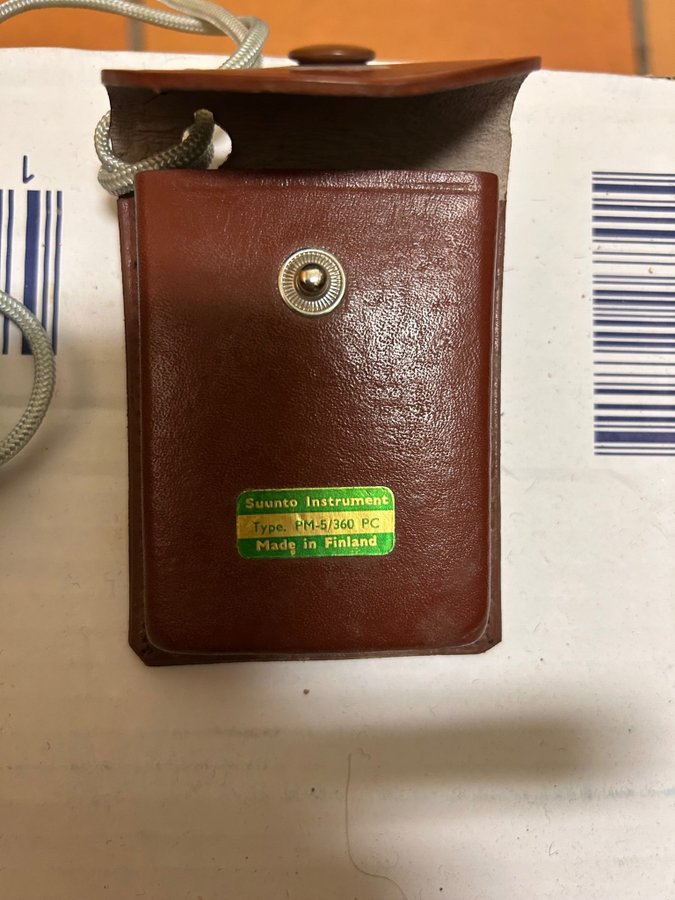 Suunto Instrument
Type. PM-5/360 PC
Made in Finland